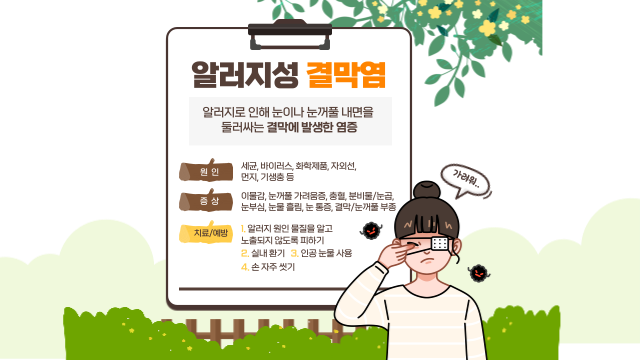 알러지성 결막염
알러지로 인해 눈이나 눈꺼풀 내면을
둘러싸는 결막에 발생한 염증
원 인
세균, 바이러스, 화학제품, 자외선,
먼지, 기생충 등
증 상
이물감, 눈꺼풀 가려움증, 충혈, 분비물/눈곱,
눈부심, 눈물 흘림, 눈 통증, 결막/눈꺼풀 부종
치료/예방
1. 알러지 원인 물질을 알고
노출되지 않도록 피하기
2. 실내 환기 3. 인공 눈물 사용
4. 손 자주 씻기
가려워..